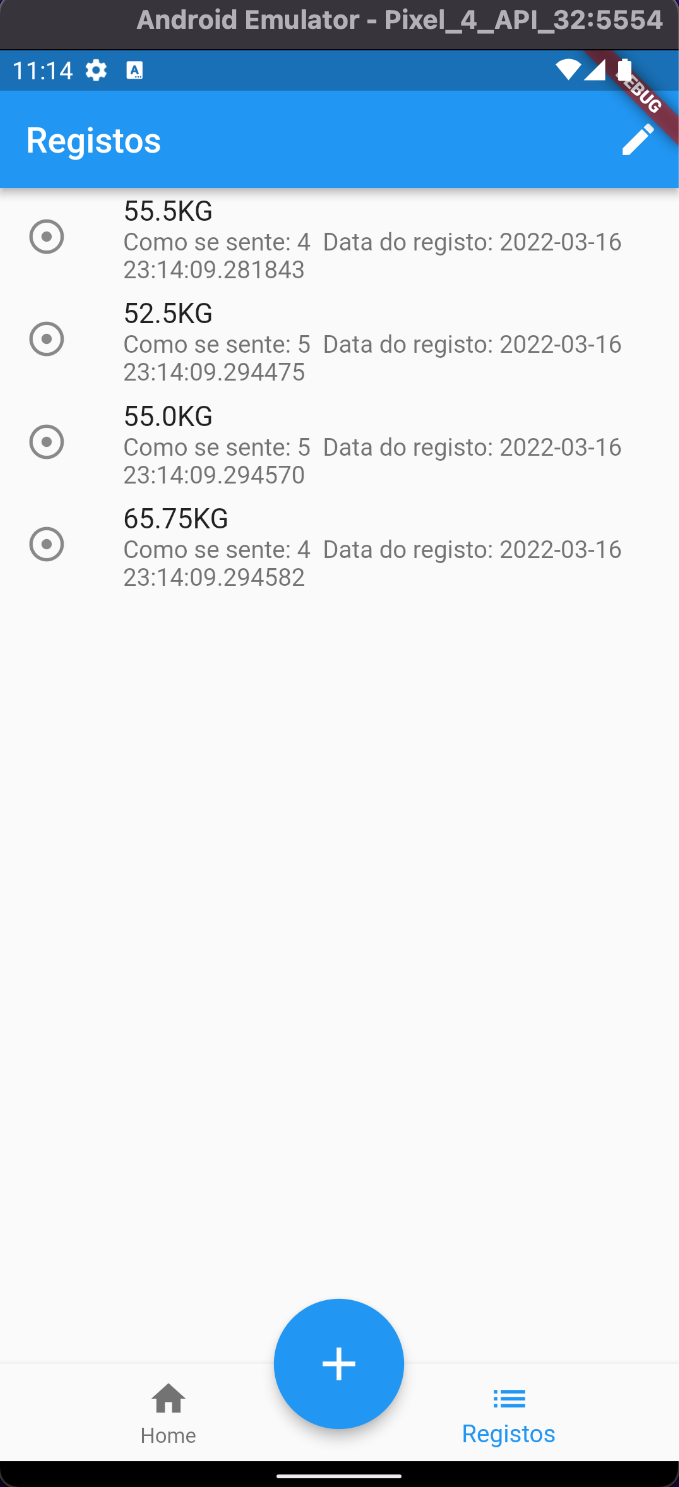 Android Emulator - Pixel_4_API_32:5554
11:14 A
Registos
55.5KG
Como se sente: 4 Data do registo: 2022-03-16
23:14:09.281843
52.5KG
Como se sente: 5 Data do registo: 2022-03-16
23:14:09.294475
55.0KG
Como se sente: 5 Data do registo: 2022-03-16
23:14:09.294570
65.75KG
Como se sente: 4 Data do registo: 2022-03-16
23:14:09.294582
Home
Registos